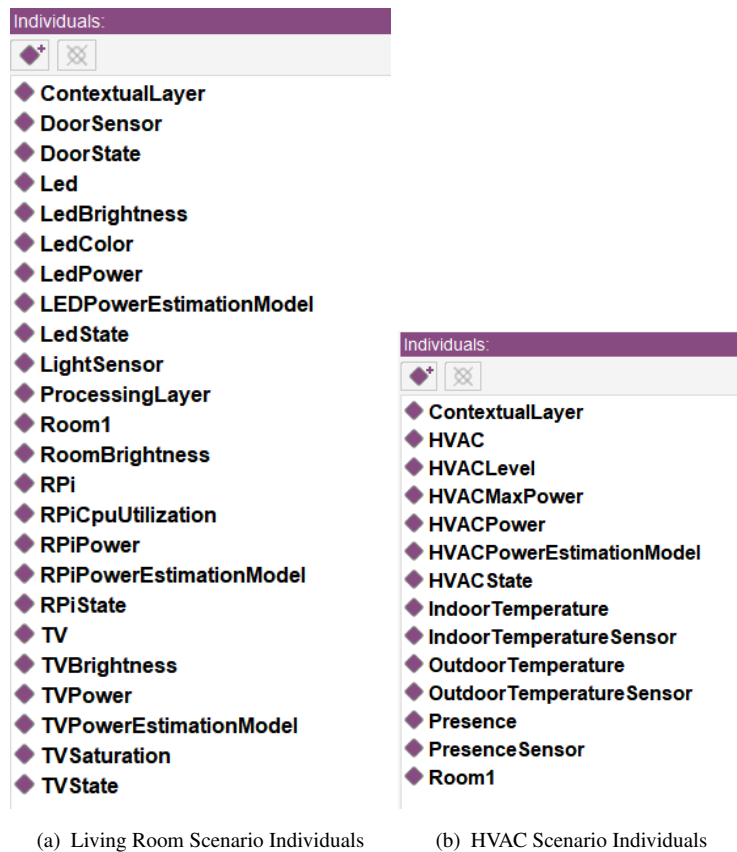 Individuals:
ContextualLayer
DoorSensor
DoorState
Led
LedBrightness
LedColor
LedPower
LEDPowerEstimationModel
LedState
LightSensor
ProcessingLayer
Room1
RoomBrightness
RPi
RPiCpuUtilization
RPiPower
RPiPowerEstimationModel
RPiState
TV
TVBrightness
TVPower
TVPowerEstimationModel
TVSaturation
TVState
(a) Living Room Scenario Individuals
Individuals:
ContextualLayer
HVAC
HVACLevel
HVACMaxPower
HVACPower
HVACPowerEstimationModel
HVACState
IndoorTemperature
IndoorTemperatureSensor
OutdoorTemperature
OutdoorTemperatureSensor
Presence
PresenceSensor
Room1
(b) HVAC Scenario Individuals